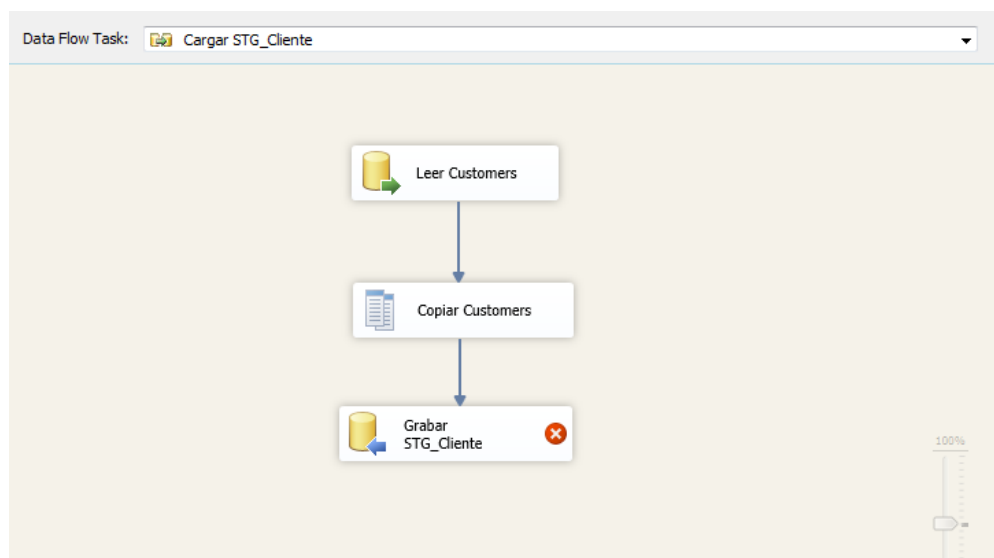 Data Flow Task: Cargar STG_Cliente
Leer Customers
Copiar Customers
Grabar
STG_Cliente
100%